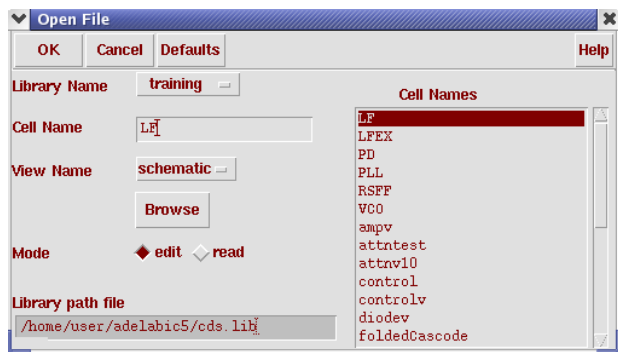 Open File
OK Cancel Defaults Help
Library Name training
Cell Names
Cell Name LF
View Name schematic
Browse
Mode edit read
Library path file
/home/user/adelabic5/cds.lib
LF
LFEX
PD
PLL
RSFF
VCO
ampv
attntest
attnv10
control
controlv
diodev
foldedCascode